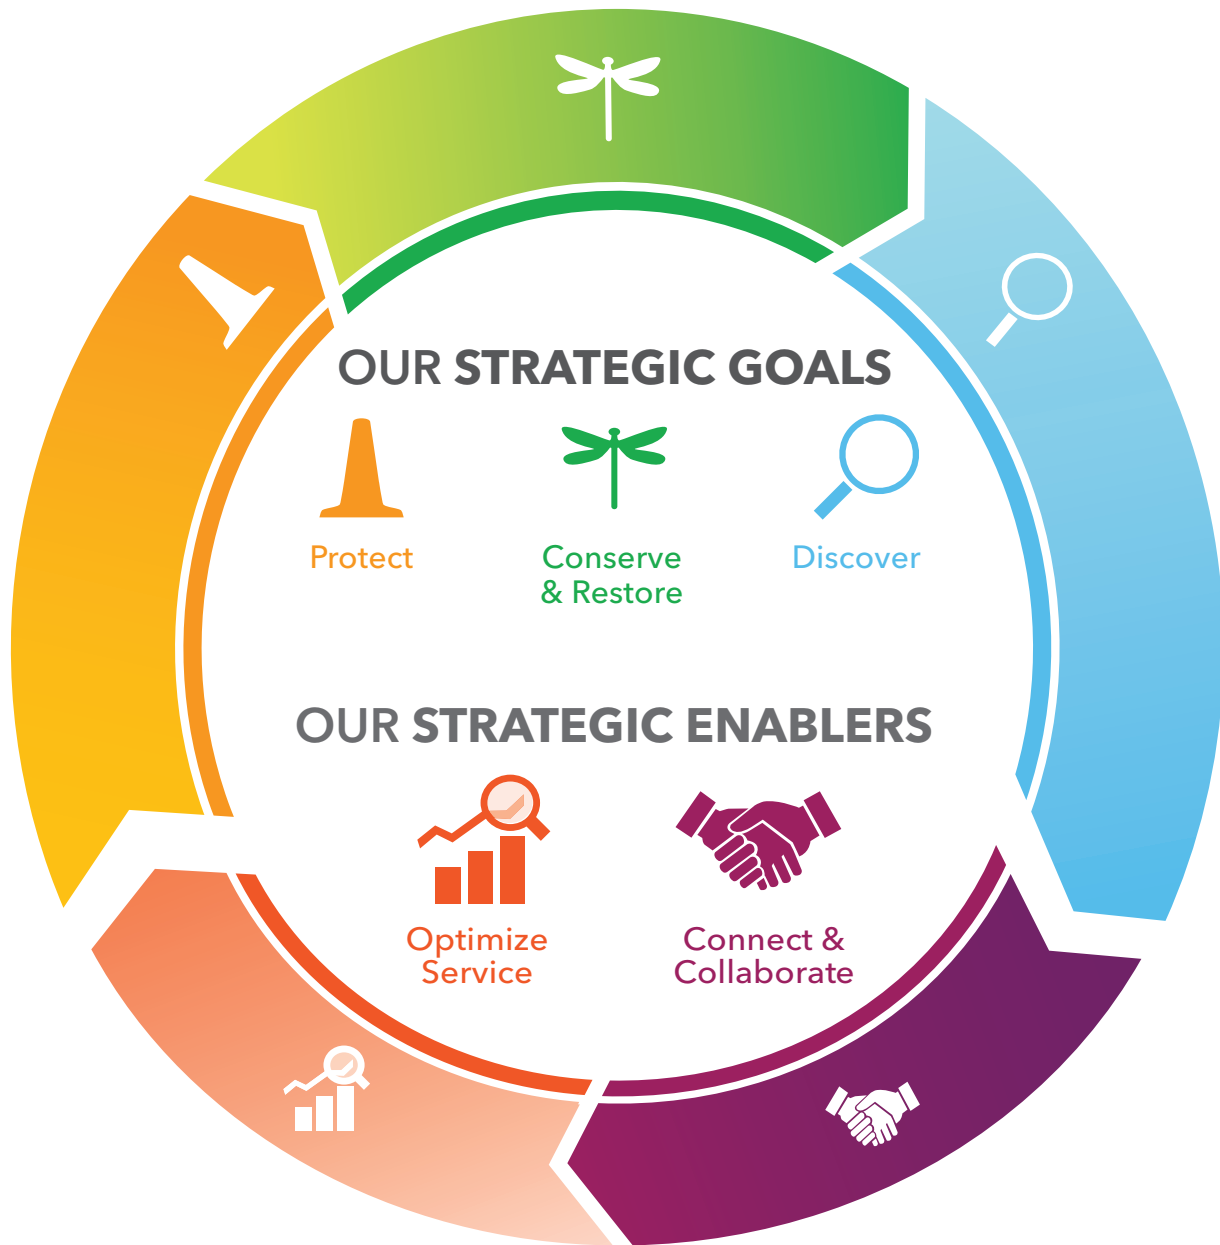 OUR STRATEGIC GOALS
Protect
Conserve
& Restore
Discover
OUR STRATEGIC ENABLERS
Optimize
Service
Connect &
Collaborate